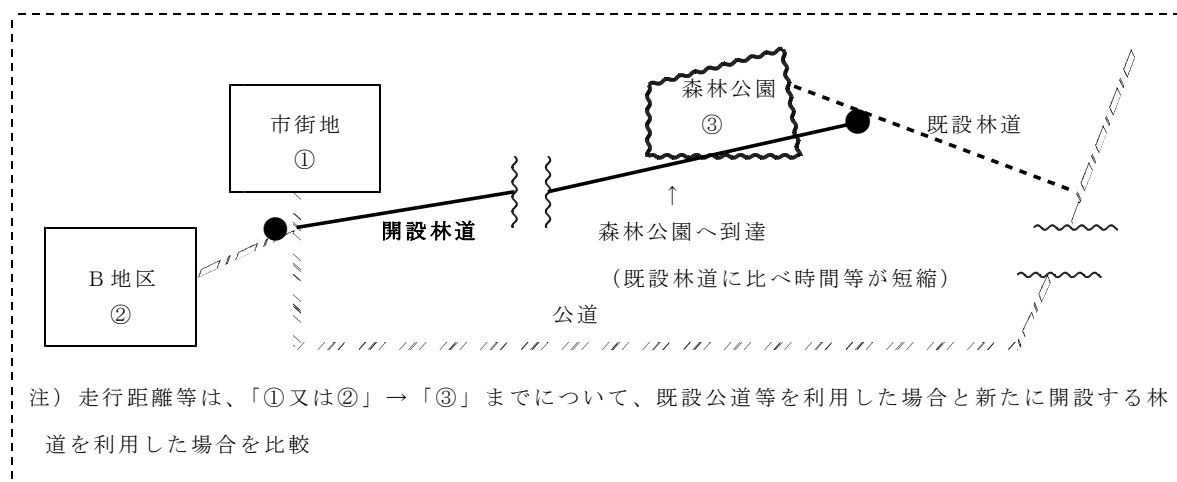 森林公園
③
市街地
①
既設林道
開設林道
↑
森林公園へ到達
B地区
②
（既設林道に比べ時間等が短縮）
公道
注）走行距離等は、「①又は②」→「③」までについて、既設公道等を利用した場合と新たに開設する林
道を利用した場合を比較